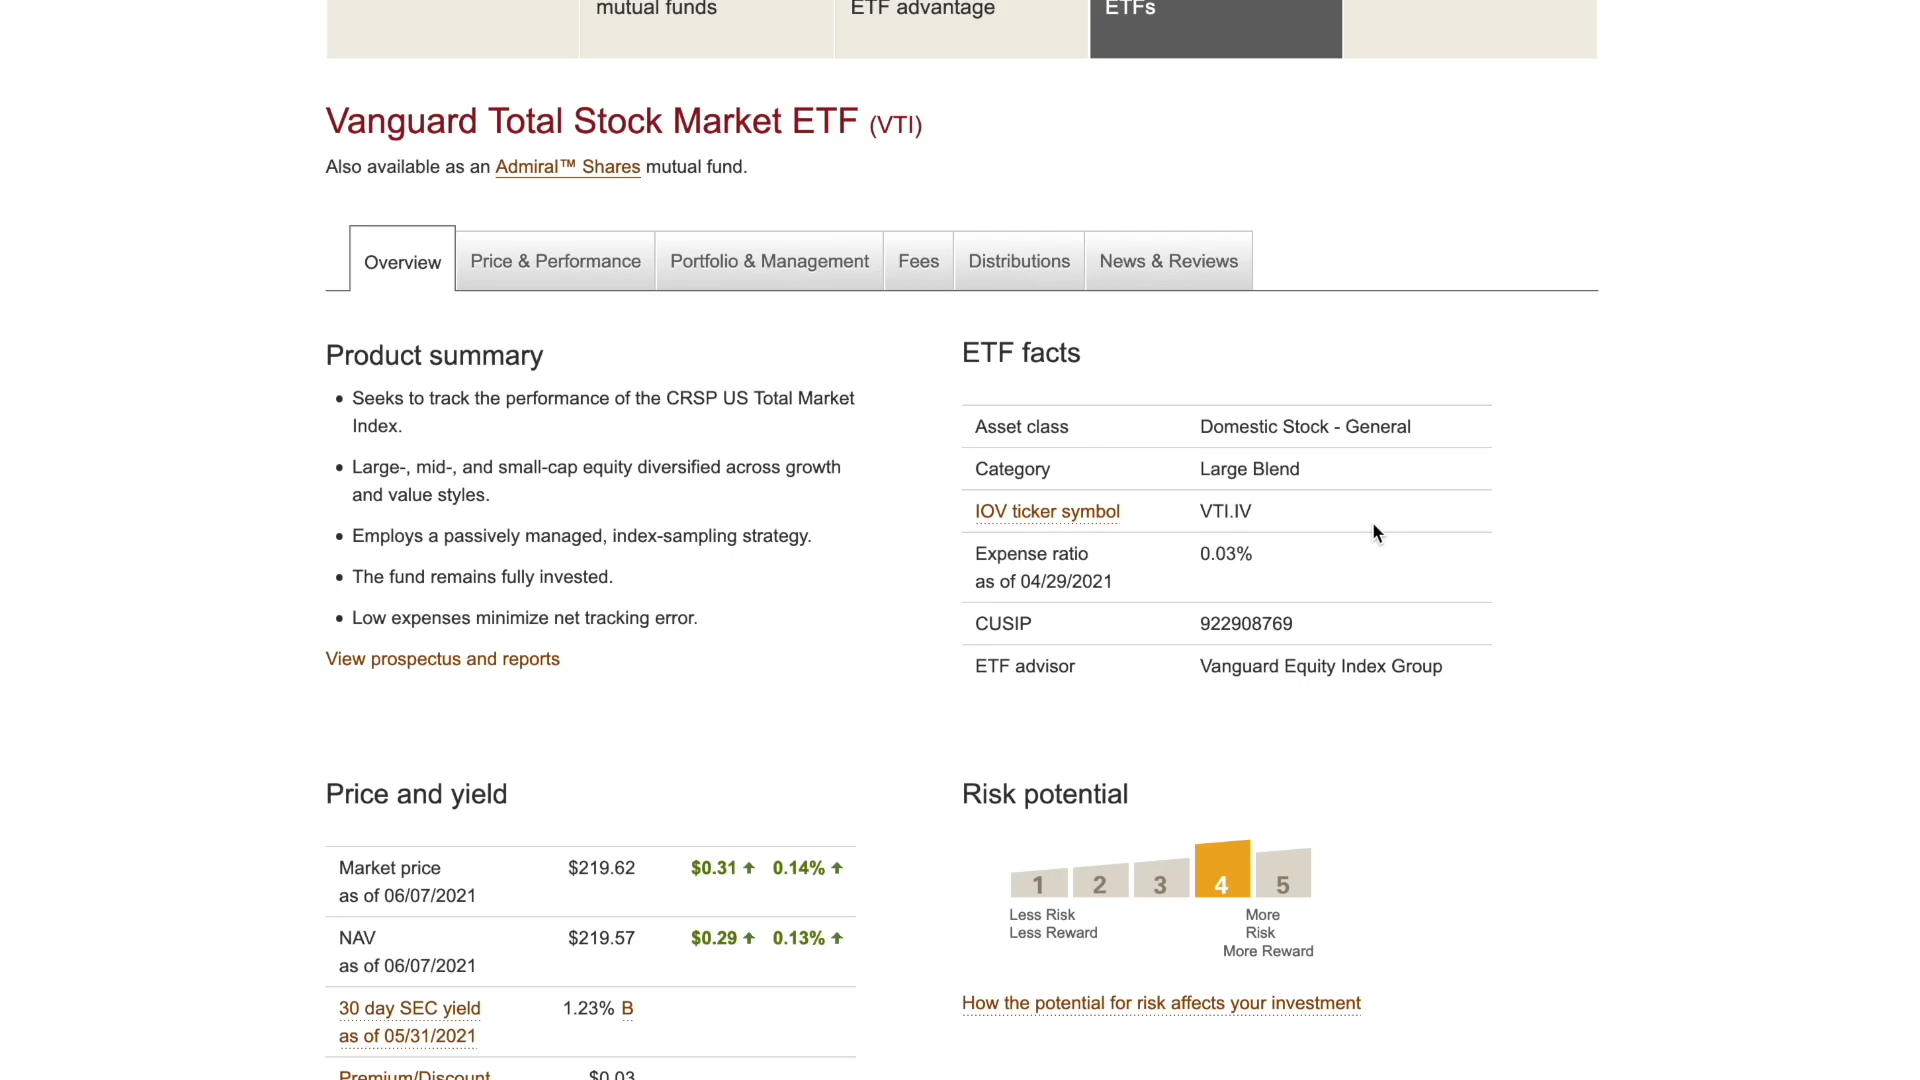 mutual funds
ETF advantage
ETFs
Vanguard Total Stock Market ETF (VTI)
Also available as an Admiral™ Shares mutual fund.
Overview
Price & Performance
Portfolio & Management
Fees
Distributions
News & Reviews
Product summary
Seeks to track the performance of the CRSP US Total Market
Index.
Large-, mid-, and small-cap equity diversified across growth
and value styles.
Employs a passively managed, index-sampling strategy.
The fund remains fully invested.
Low expenses minimize net tracking error.
View prospectus and reports
ETF facts
Asset class Domestic Stock - General
Category Large Blend
IOV ticker symbol VTI.IV
Expense ratio 0.03%
as of 04/29/2021
CUSIP 922908769
ETF advisor Vanguard Equity Index Group
Price and yield
Market price $219.62 $0.31 0.14%
as of 06/07/2021
NAV $219.57 $0.29 0.13%
as of 06/07/2021
30 day SEC yield 1.23% B
as of 05/31/2021
Premium/Discount $0.03
Risk potential
1 2 3 4 5
Less Risk
Less Reward
More
Risk
More Reward
How the potential for risk affects your investment